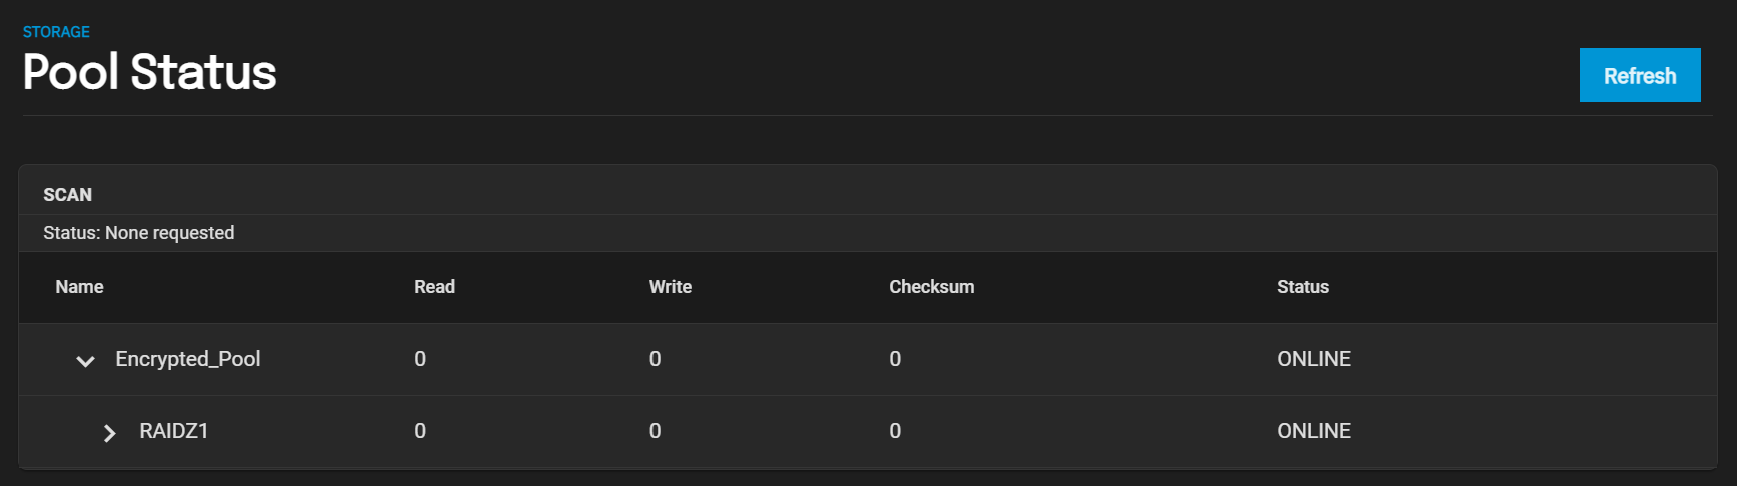 STORAGE
Pool Status
Refresh
SCAN
Status: None requested
Name Read Write Checksum Status
Encrypted_Pool 0 0 0 ONLINE
RAIDZ1 0 0 0 ONLINE